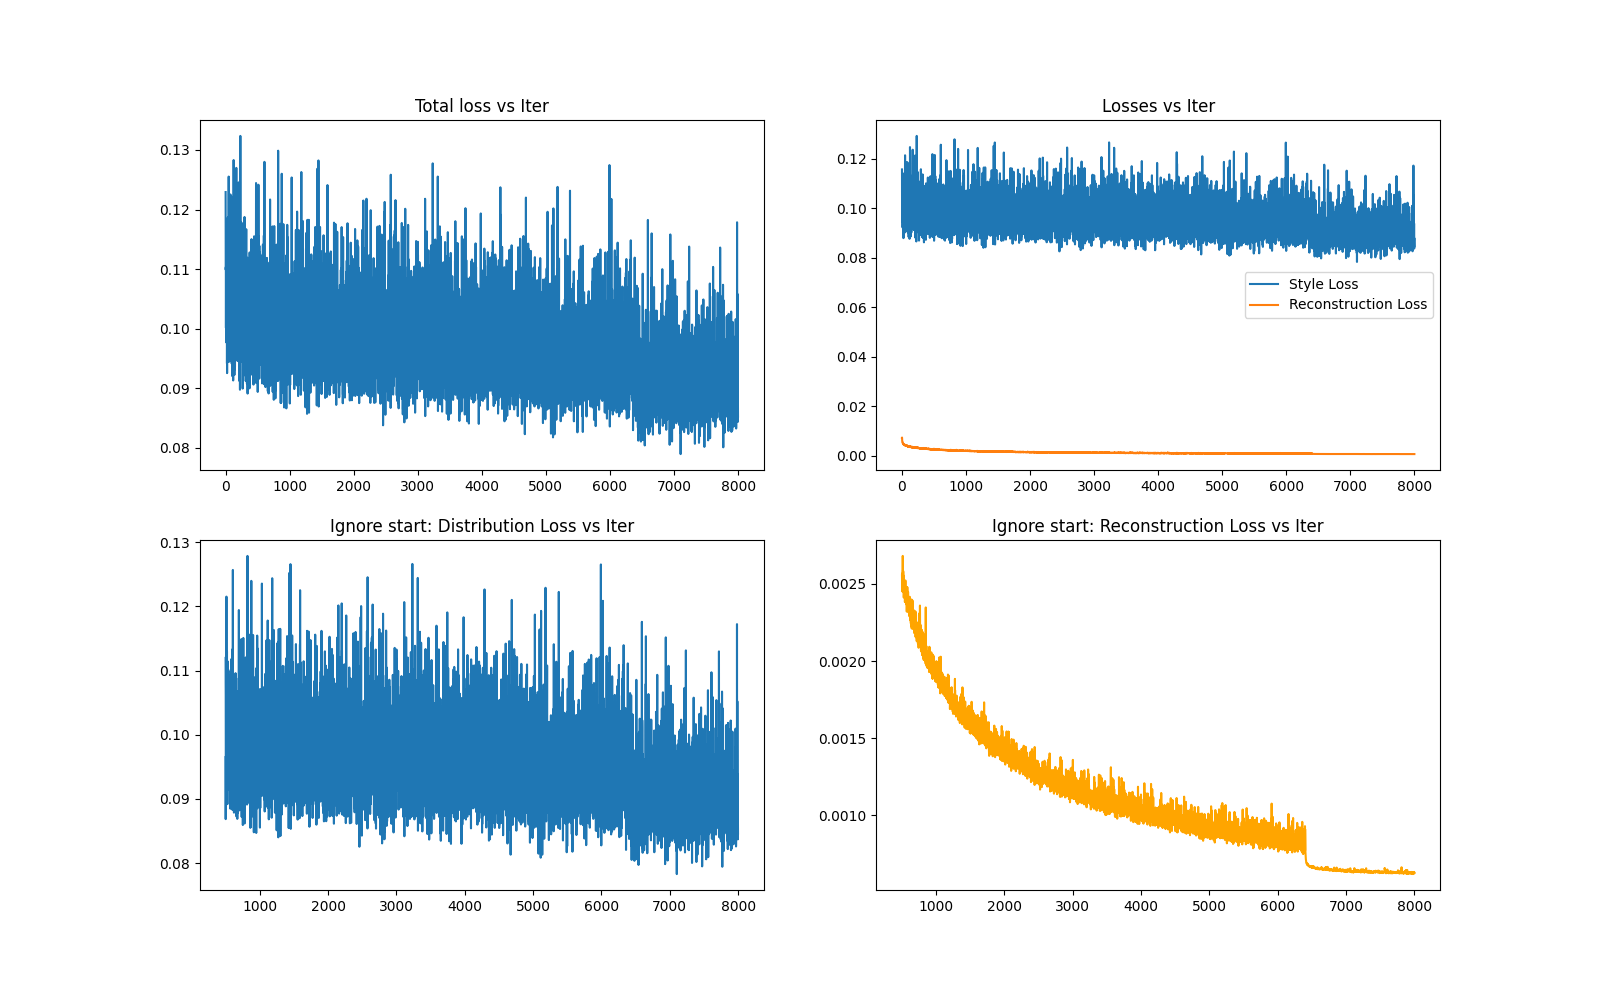 Total loss vs Iter
0.13
0.12
0.11
0.10
0.09
0.08
0 1000 2000 3000 4000 5000 6000 7000 8000
Losses vs Iter
0.12
0.10
0.08
0.06
0.04
0.02
0.00
Style Loss
Reconstruction Loss
0 1000 2000 3000 4000 5000 6000 7000 8000
Ignore start: Distribution Loss vs Iter
0.13
0.12
0.11
0.10
0.09
0.08
1000 2000 3000 4000 5000 6000 7000 8000
Ignore start: Reconstruction Loss vs Iter
0.0025
0.0020
0.0015
0.0010
1000 2000 3000 4000 5000 6000 7000 8000